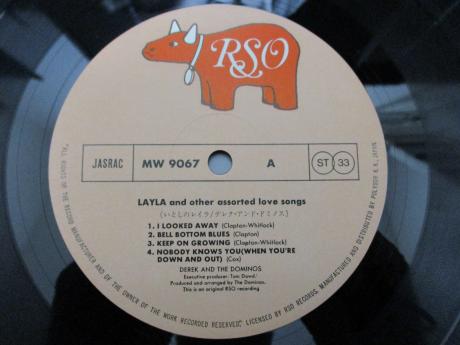 RSO
JASRAC
MW 9067
A
ST 33
LAYLA and other assorted love songs
(いとしのレイラ/デレク・アンド・ドミノス)
1. I LOOKED AWAY (Clapton-Whitlock)
2. BELL BOTTOM BLUES (Clapton)
3. KEEP ON GROWING (Clapton-Whitlock)
4. NOBODY KNOWS YOU(WHEN YOU'RE
DOWN AND OUT) (Cox)
DEREK AND THE DOMINOS
Executive producer: Tom Dowd/
Produced and arranged by The Dominos.
This is an original RSO recording
"ALL RIGHTS OF THE RECORD MANUFACTURER AND OF THE OWNER OF THE WORK RECORDED RESERVED," LICENSED BY RSO RECORDS, MANUFACTURED AND DISTRIBUTED BY POLYDOR K. K., JAPAN